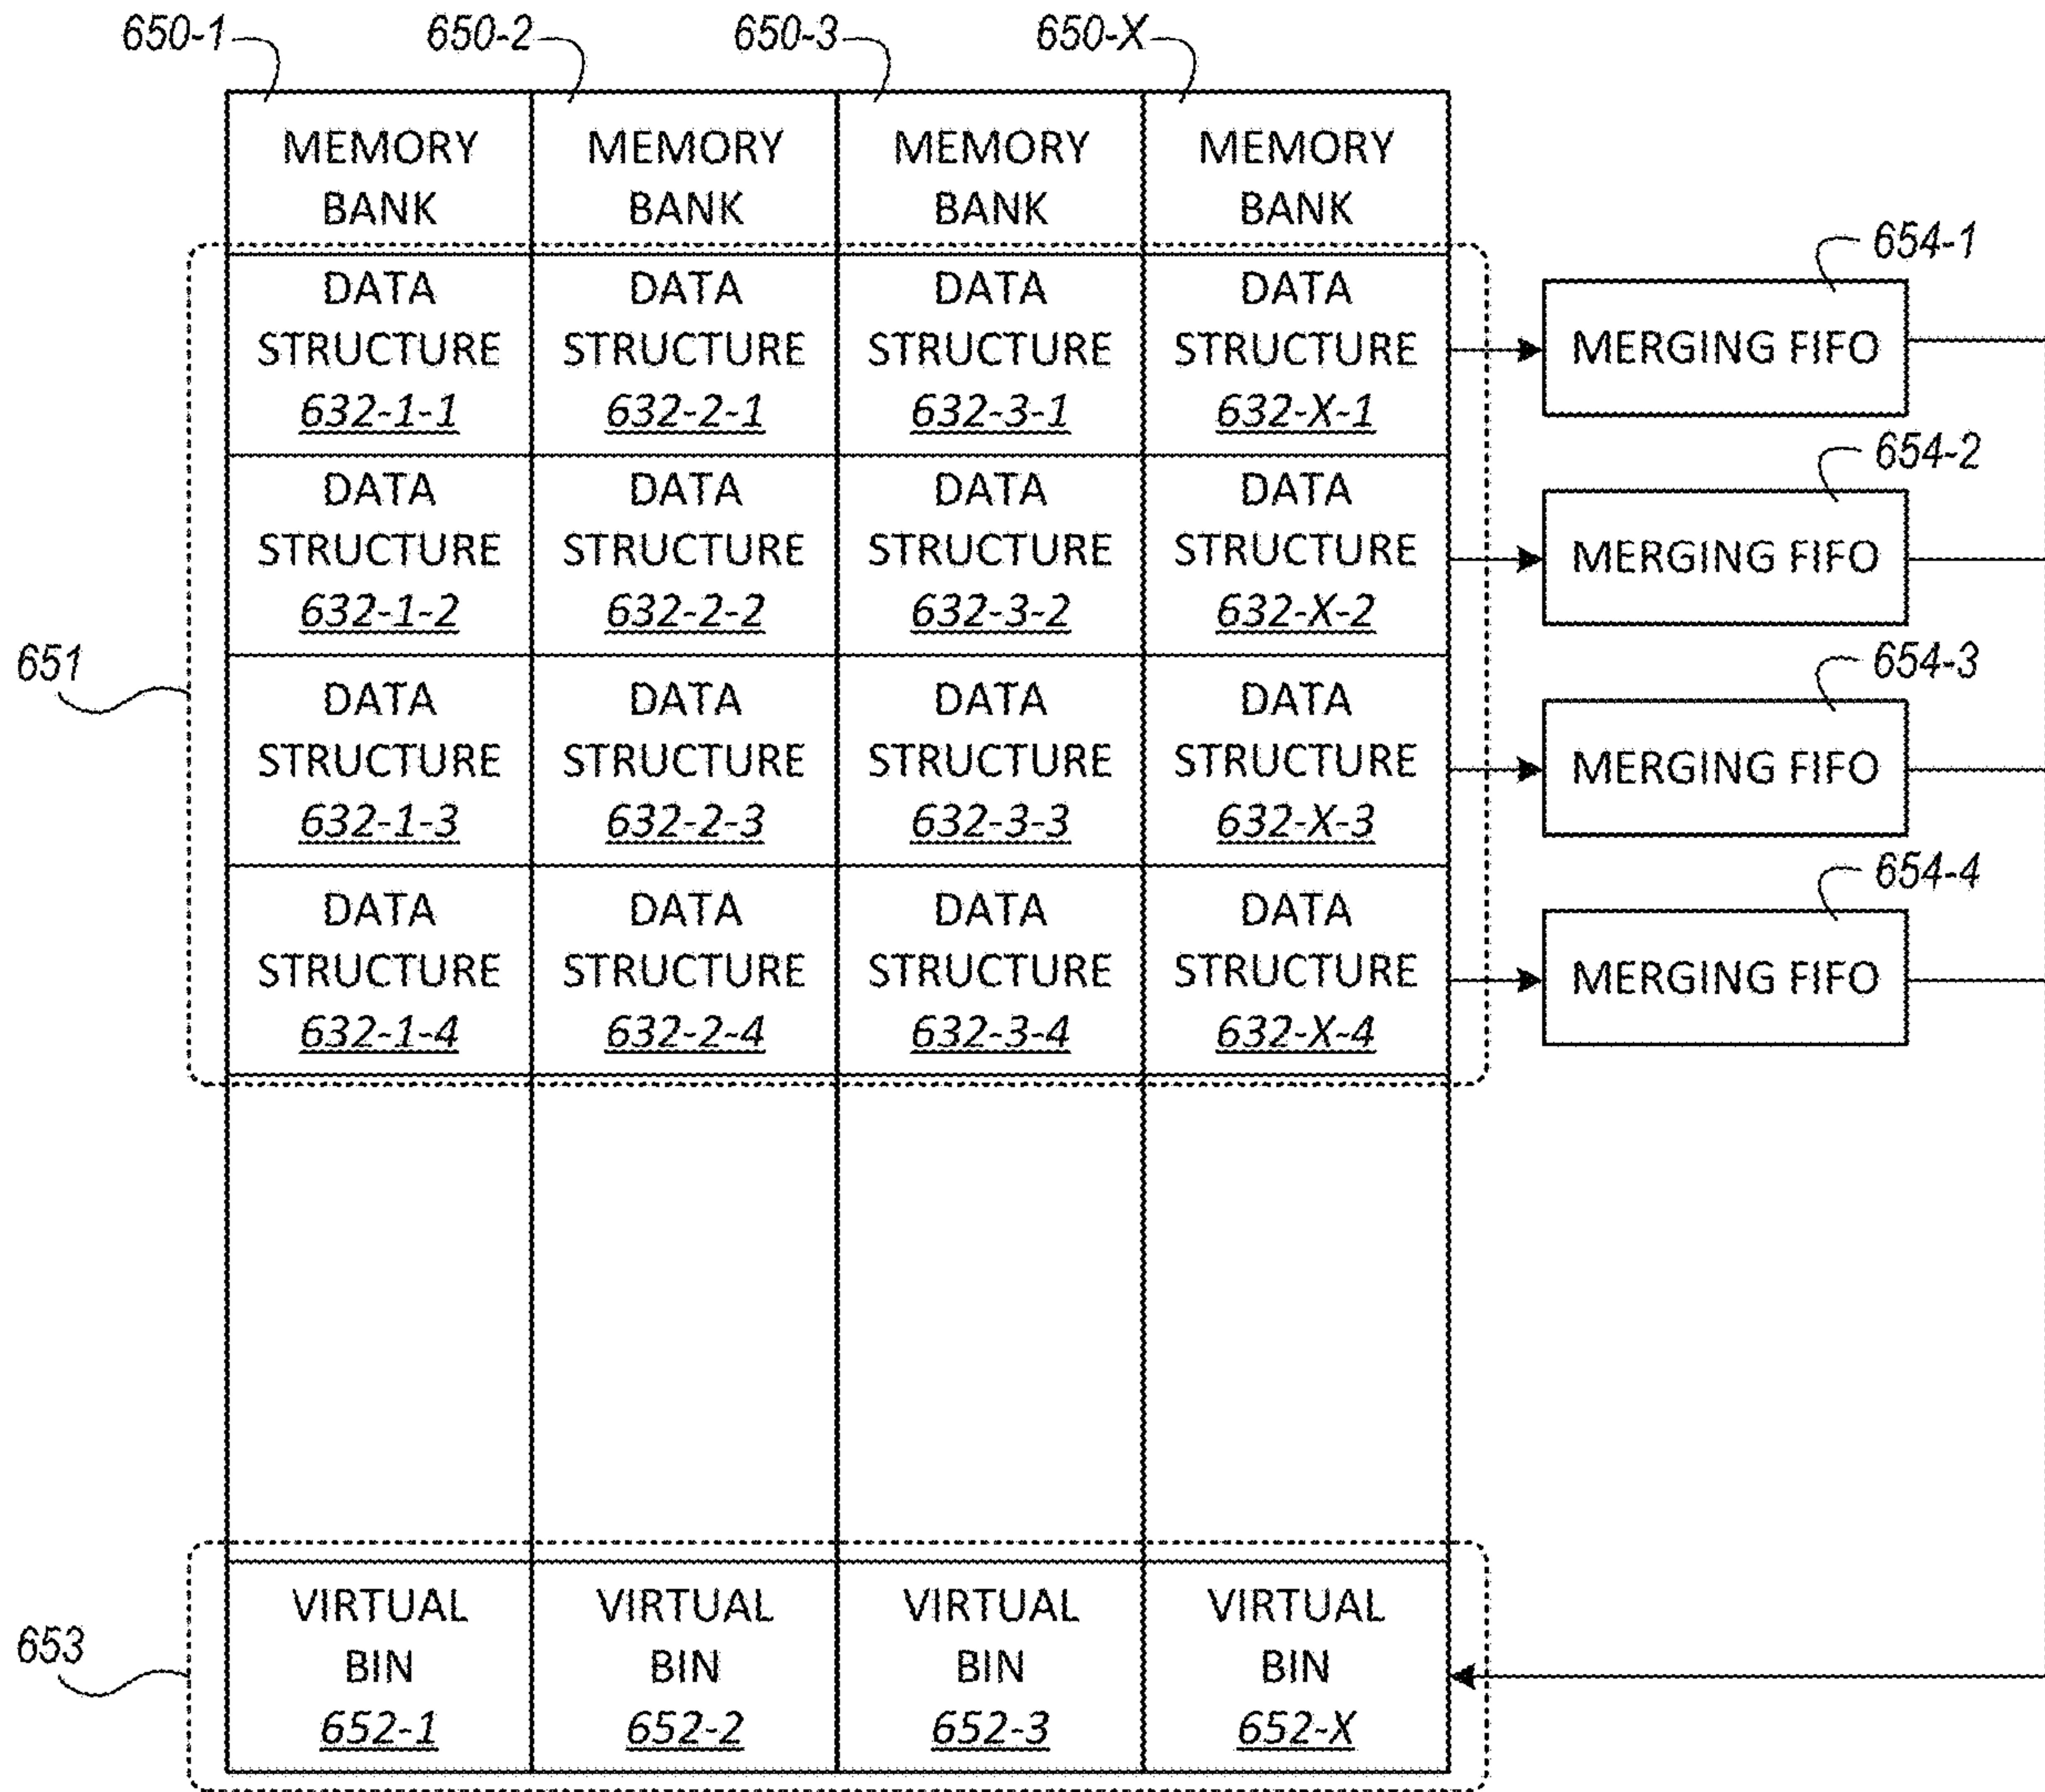 650-1 650-2 650-3 650-X
MEMORY MEMORY MEMORY MEMORY
BANK BANK BANK BANK
654-1
DATA DATA DATA DATA
STRUCTURE STRUCTURE STRUCTURE STRUCTURE MERGING FIFO
632-1-1 632-2-1 632-3-1 632-X-1
654-2
DATA DATA DATA DATA
STRUCTURE STRUCTURE STRUCTURE STRUCTURE MERGING FIFO
632-1-2 632-2-2 632-3-2 632-X-2
651
654-3
DATA DATA DATA DATA
STRUCTURE STRUCTURE STRUCTURE STRUCTURE MERGING FIFO
632-1-3 632-2-3 632-3-3 632-X-3
654-4
DATA DATA DATA DATA
STRUCTURE STRUCTURE STRUCTURE STRUCTURE MERGING FIFO
632-1-4 632-2-4 632-3-4 632-X-4
VIRTUAL VIRTUAL VIRTUAL VIRTUAL
653
BIN BIN BIN BIN
652-1 652-2 652-3 652-X